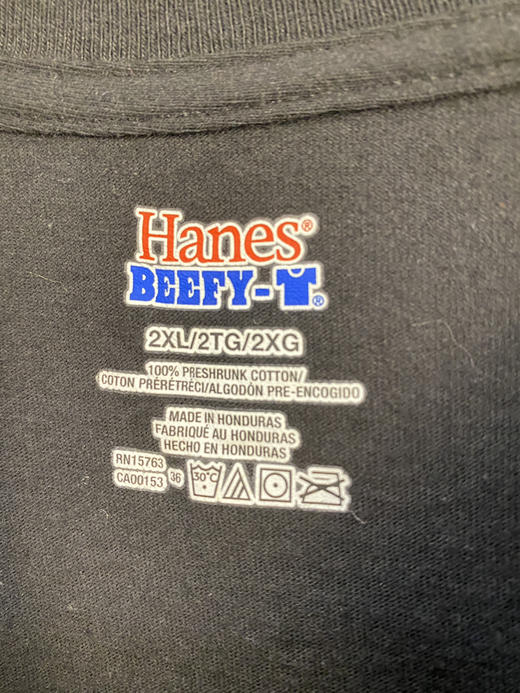 Hanes®
BEEFY-T®
2XL/2TG/2XG
100% PRESHRUNK COTTON/
COTON PRÉRÉTRÉCI/ALGODÓN PRE-ENCOGIDO
MADE IN HONDURAS
FABRIQUÉ AU HONDURAS
HECHO EN HONDURAS
RN15763
CA00153 36 30°C